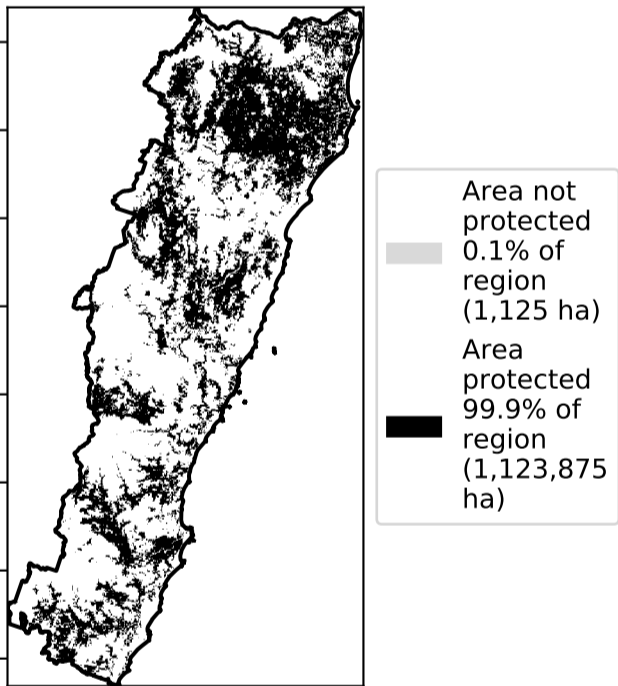 Area not
protected
0.1% of
region
(1,125 ha)
Area
protected
99.9% of
region
(1,123,875
ha)